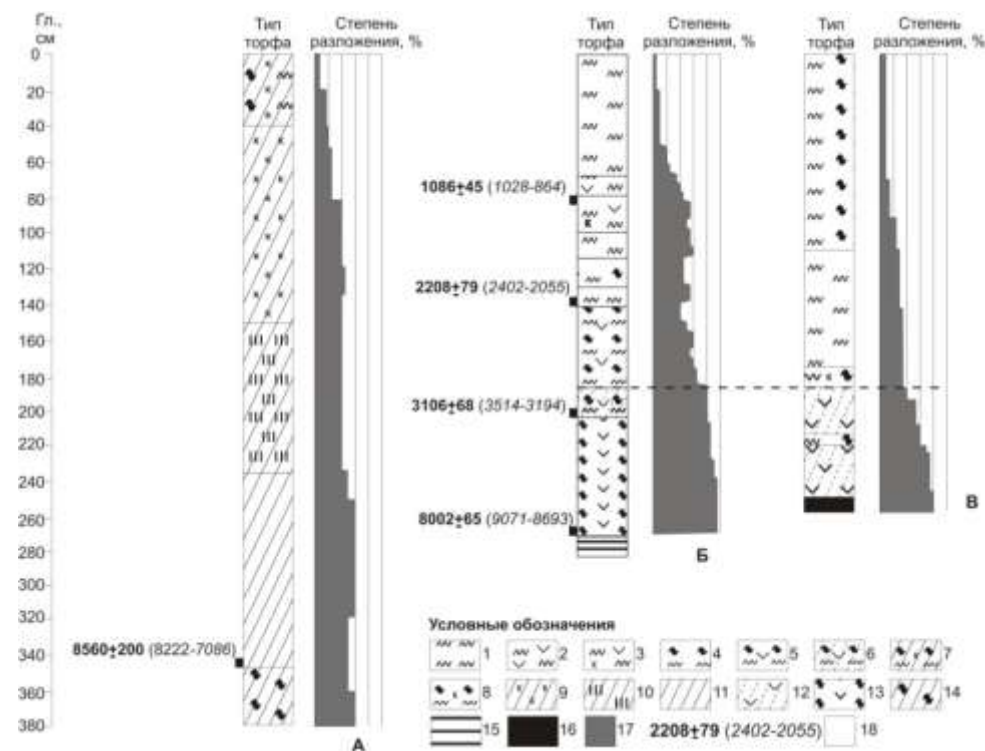 Гл., см
Тип торфа
Степень разложения, %
Тип торфа
Степень разложения, %
Тип торфа
Степень разложения, %
0
20
40
60
80
100
120
140
160
180
200
220
240
260
280
300
320
340
360
380
1086±45 (1028-864)
2208±79 (2402-2055)
3106±68 (3514-3194)
8002±65 (9071-8693)
8560±200 (8222-7086)
А
Б
В
Условные обозначения
1 2 3 4 5 6 7
8 9 10 11 12 13 14
15 16 17 2208±79 (2402-2055) 18